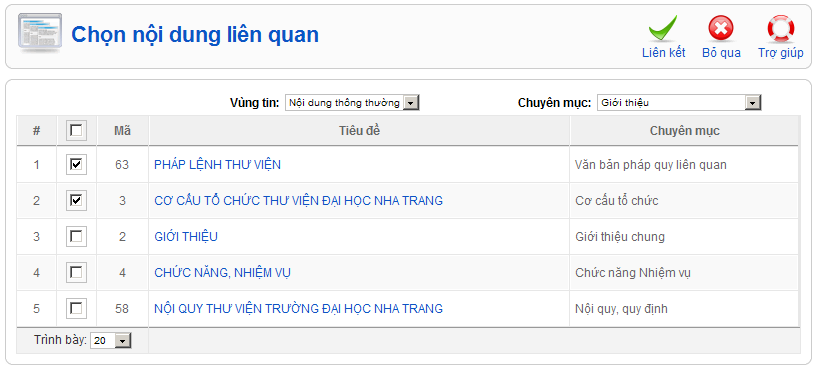 Chọn nội dung liên quan
Liên kết Bỏ qua Trợ giúp
Vùng tin: Nội dung thông thường Chuyên mục: Giới thiệu
# Mã Tiêu đề Chuyên mục
1 63 PHÁP LỆNH THƯ VIỆN Văn bản pháp quy liên quan
2 3 CƠ CẤU TỔ CHỨC THƯ VIỆN ĐẠI HỌC NHA TRANG Cơ cấu tổ chức
3 2 GIỚI THIỆU Giới thiệu chung
4 4 CHỨC NĂNG, NHIỆM VỤ Chức năng Nhiệm vụ
5 58 NỘI QUY THƯ VIỆN TRƯỜNG ĐẠI HỌC NHA TRANG Nội quy, quy định
Trình bày: 20